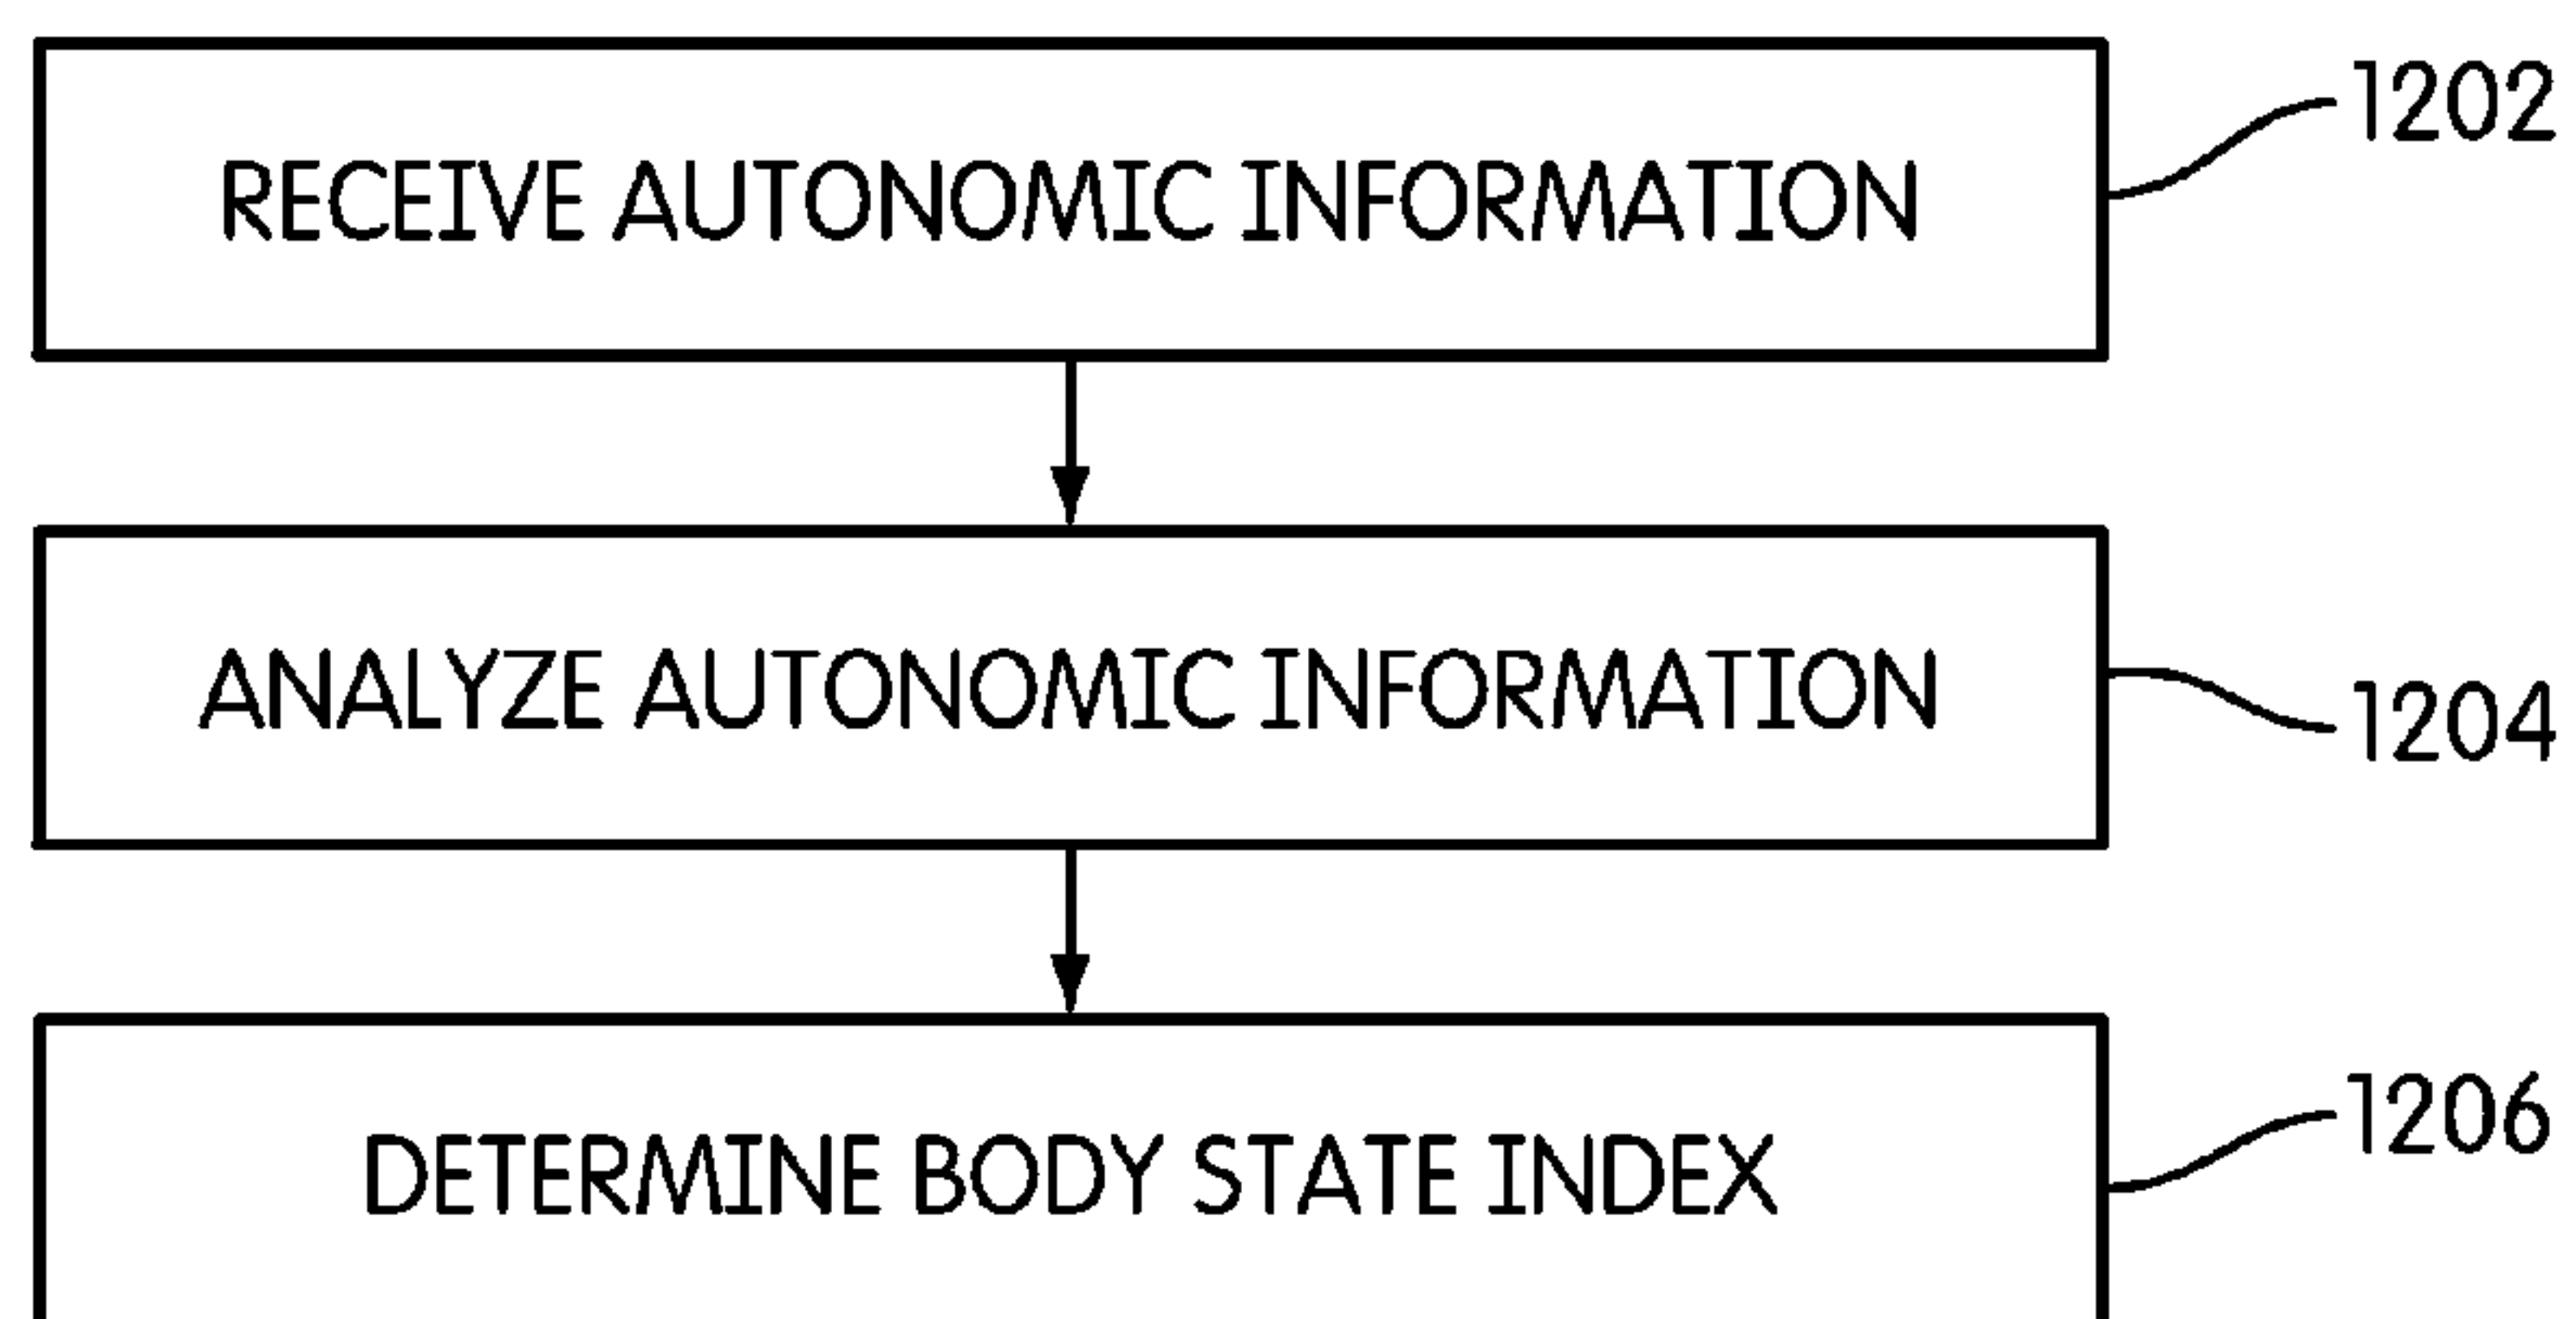 RECEIVE AUTONOMIC INFORMATION
1202
ANALYZE AUTONOMIC INFORMATION
1204
DETERMINE BODY STATE INDEX
1206